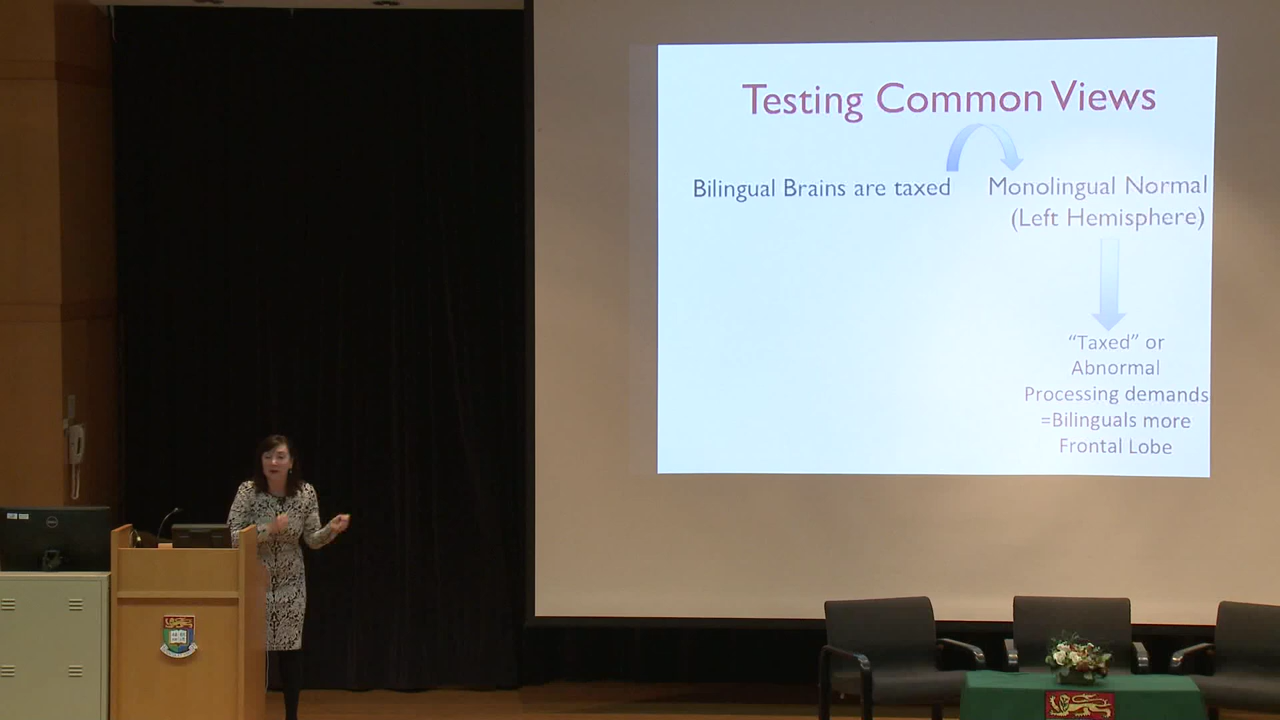 Testing Common Views
Bilingual Brains are taxed
Monolingual Normal
(Left Hemisphere)
“Taxed” or
Abnormal
Processing demands
=Bilinguals more
Frontal Lobe